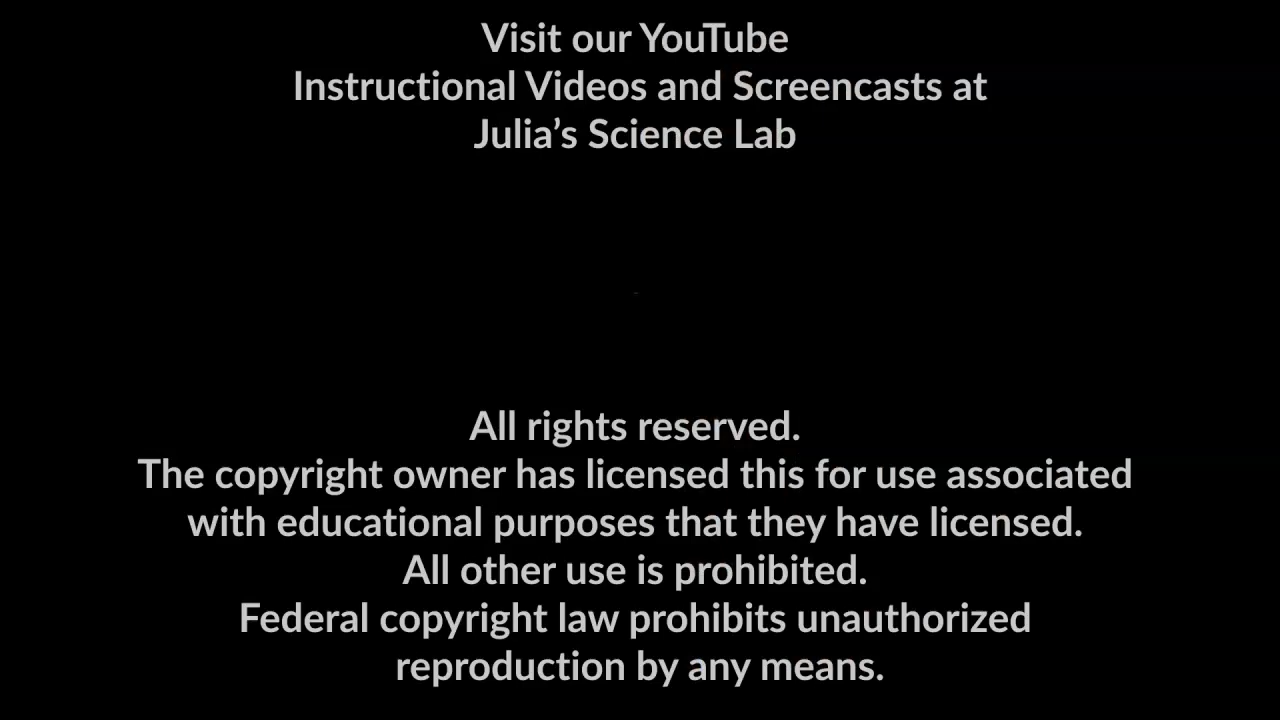 Visit our YouTube
Instructional Videos and Screencasts at
Julia’s Science Lab
All rights reserved.
The copyright owner has licensed this for use associated
with educational purposes that they have licensed.
All other use is prohibited.
Federal copyright law prohibits unauthorized
reproduction by any means.